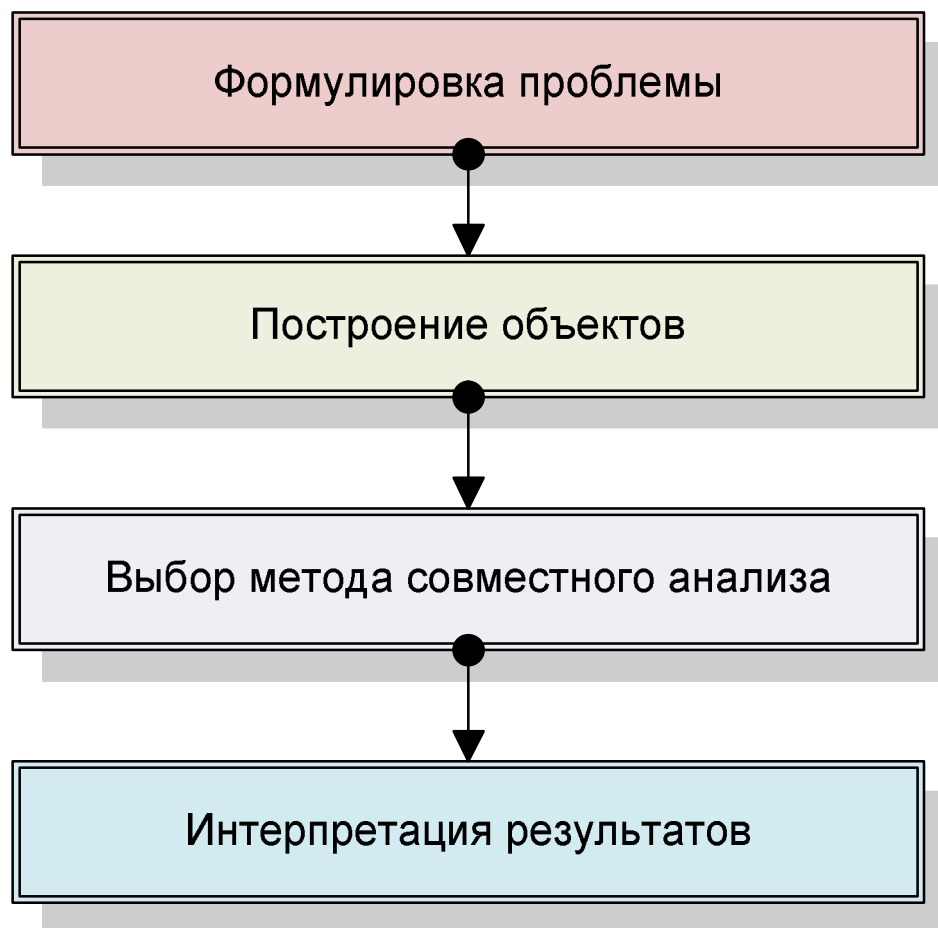 Формулировка проблемы
Построение объектов
Выбор метода совместного анализа
Интерпретация результатов